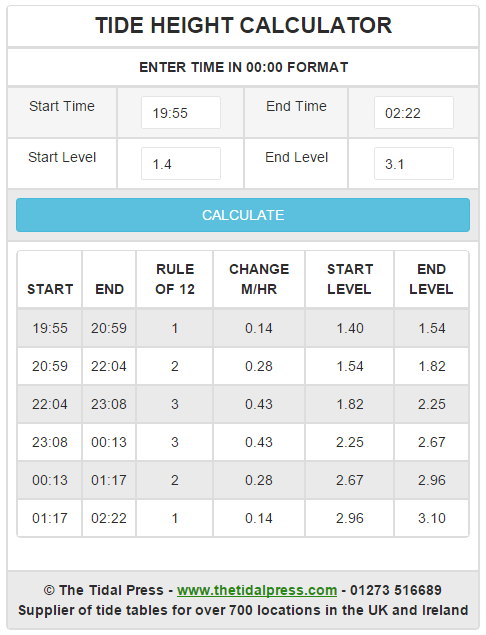 TIDE HEIGHT CALCULATOR
ENTER TIME IN 00:00 FORMAT
Start Time 19:55 End Time 02:22
Start Level 1.4 End Level 3.1
CALCULATE
START END RULE OF 12 CHANGE M/HR START LEVEL END LEVEL
19:55 20:59 1 0.14 1.40 1.54
20:59 22:04 2 0.28 1.54 1.82
22:04 23:08 3 0.43 1.82 2.25
23:08 00:13 3 0.43 2.25 2.67
00:13 01:17 2 0.28 2.67 2.96
01:17 02:22 1 0.14 2.96 3.10
© The Tidal Press - www.thetidalpress.com - 01273 516689
Supplier of tide tables for over 700 locations in the UK and Ireland